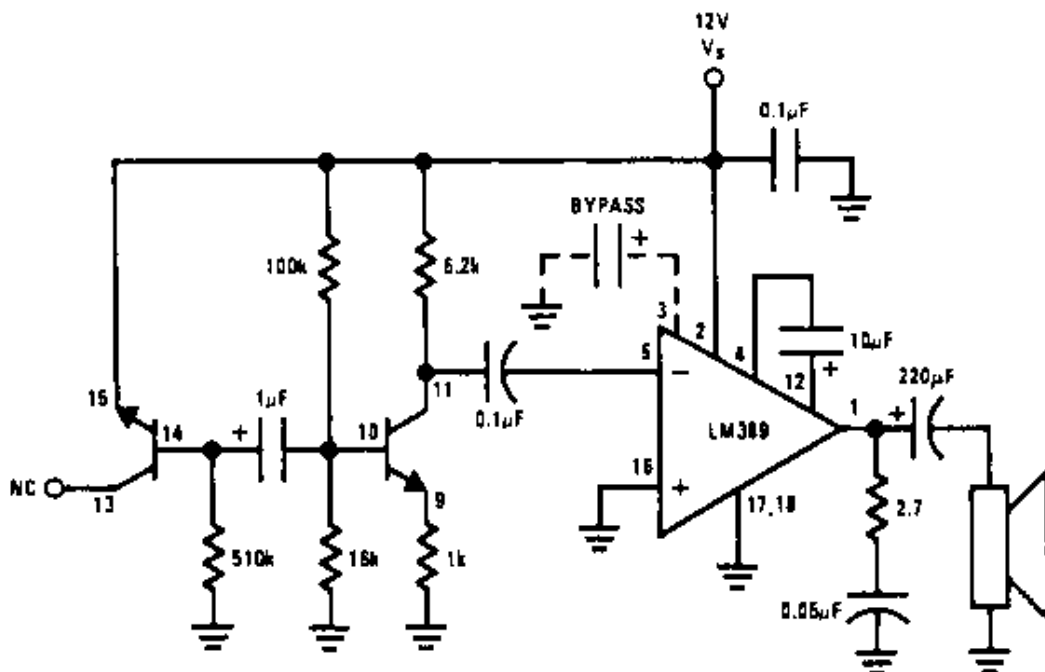 12V
Vs
0.1µF
BYPASS
+
100k
6.2k
3
2
4
10µF
+
12
15
14
+
1µF
10
11
0.1µF
5
−
LM389
1
+
220µF
NC
13
9
16
+
17,18
2.7
510k
16k
1k
0.05µF